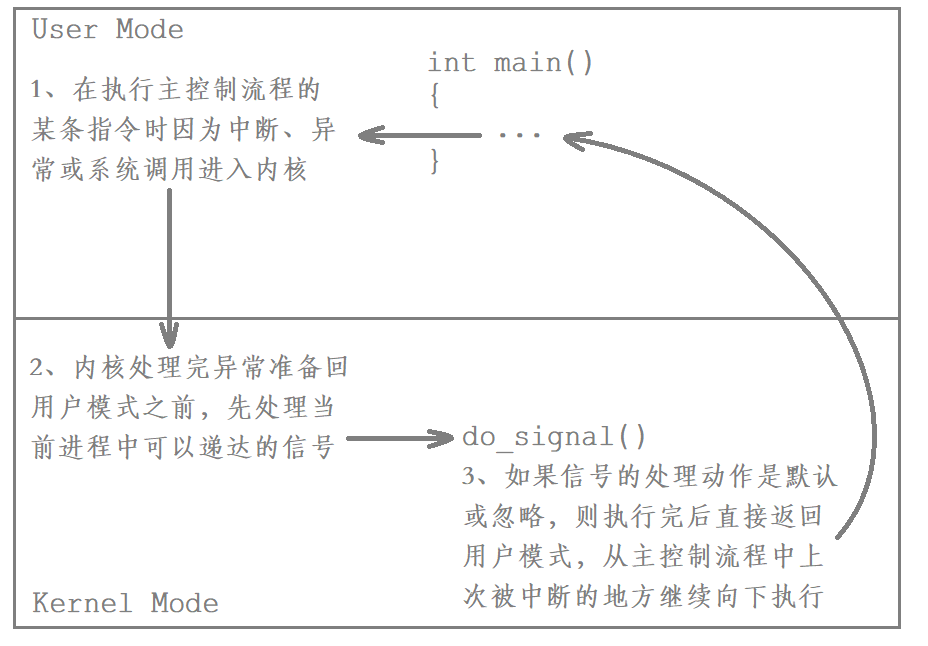 User Mode
1、在执行主控制流程的
某条指令时因为中断、异
常或系统调用进入内核
int main()
{
...
}
2、内核处理完异常准备回
用户模式之前，先处理当
前进程中可以递达的信号
do_signal()
3、如果信号的处理动作是默认
或忽略，则执行完后直接返回
用户模式，从主控制流程中上
次被中断的地方继续向下执行
Kernel Mode